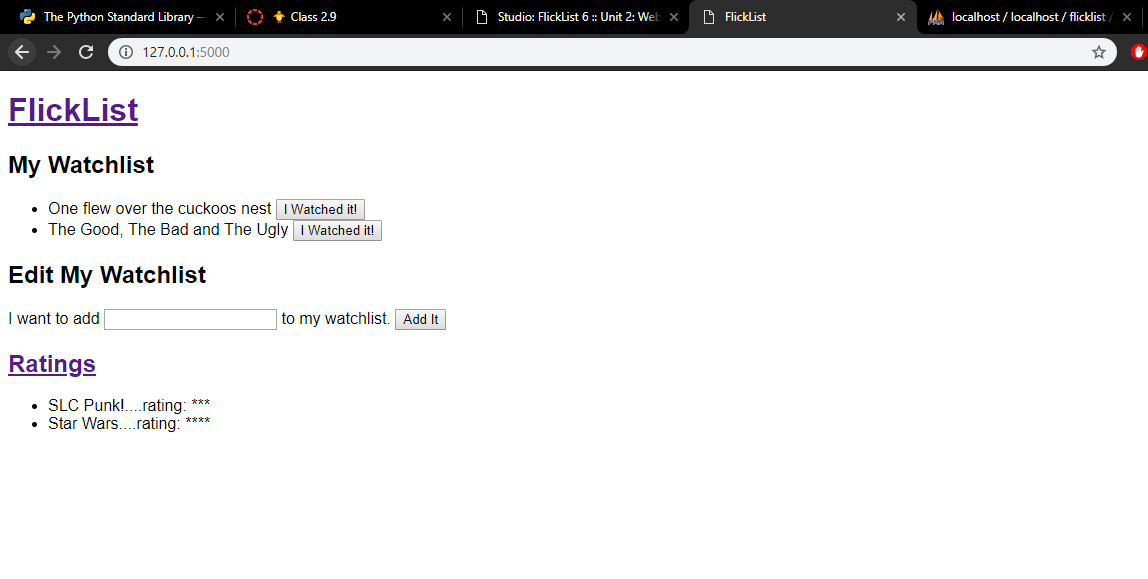 The Python Standard Library —
Class 2.9
Studio: FlickList 6 :: Unit 2: Web
FlickList
localhost / localhost / flicklist /
127.0.0.1:5000
FlickList
My Watchlist
One flew over the cuckoos nest I Watched it!
The Good, The Bad and The Ugly I Watched it!
Edit My Watchlist
I want to add to my watchlist. Add It
Ratings
SLC Punk!....rating: ***
Star Wars....rating: ****